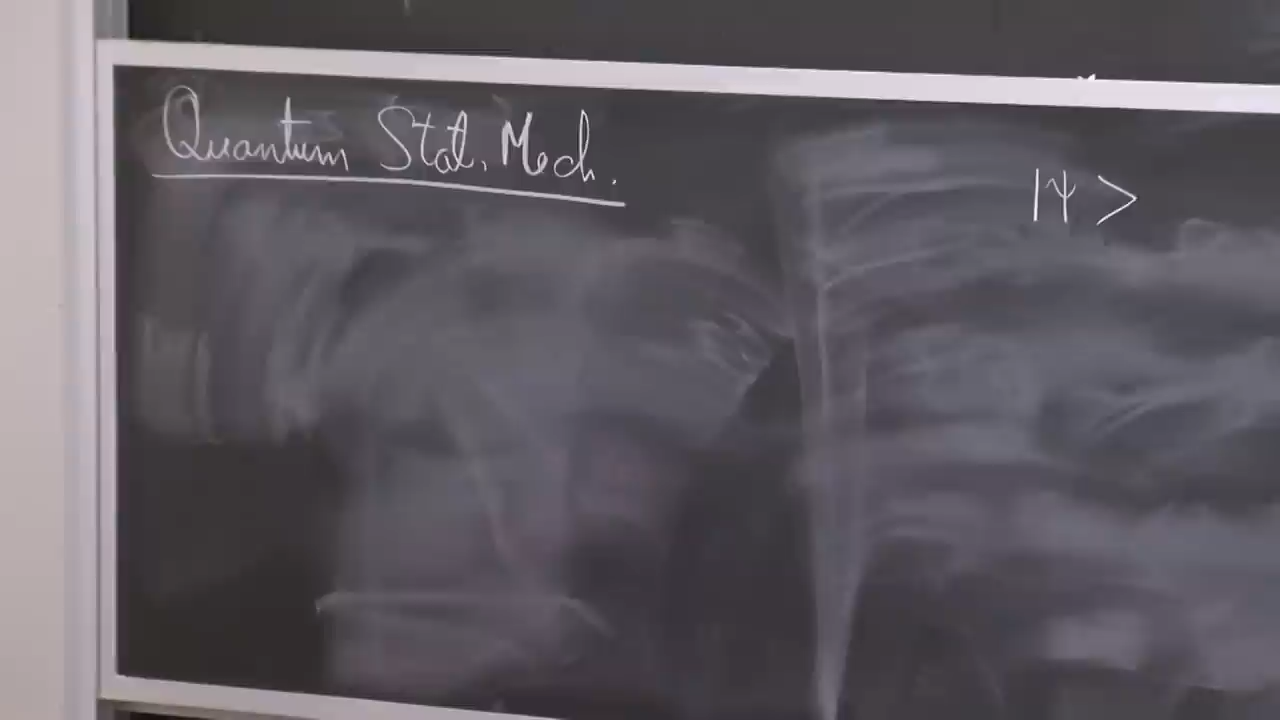 Quantum Stat. Mech.
|ψ >